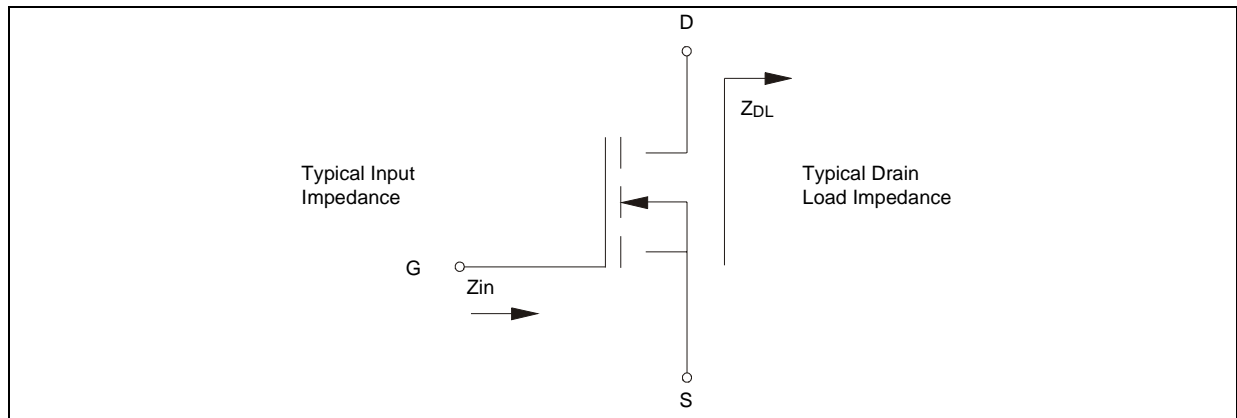 D
ZDL
Typical Input
Impedance
Typical Drain
Load Impedance
G
Zin
S